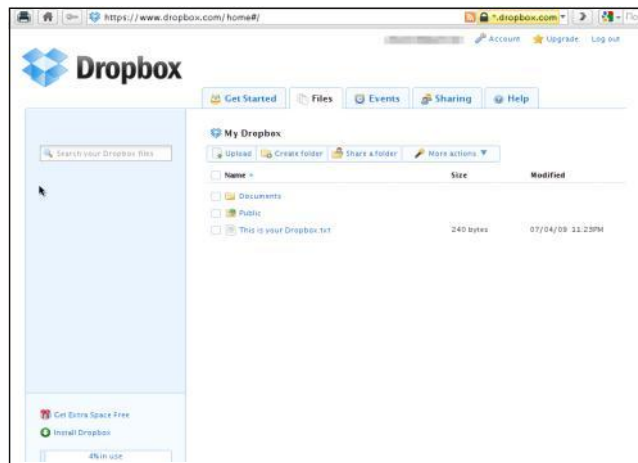 https://www.dropbox.com/home#/
*.dropbox.com
Account Upgrade Log out
Dropbox
Get Started Files Events Sharing Help
My Dropbox
Search your Dropbox files
Upload Create folder Share a folder More actions
Name Size Modified
Documents
Public
This is your Dropbox.txt 240 bytes 07/04/09 11:23PM
Get Extra Space Free
Install Dropbox
4% in use